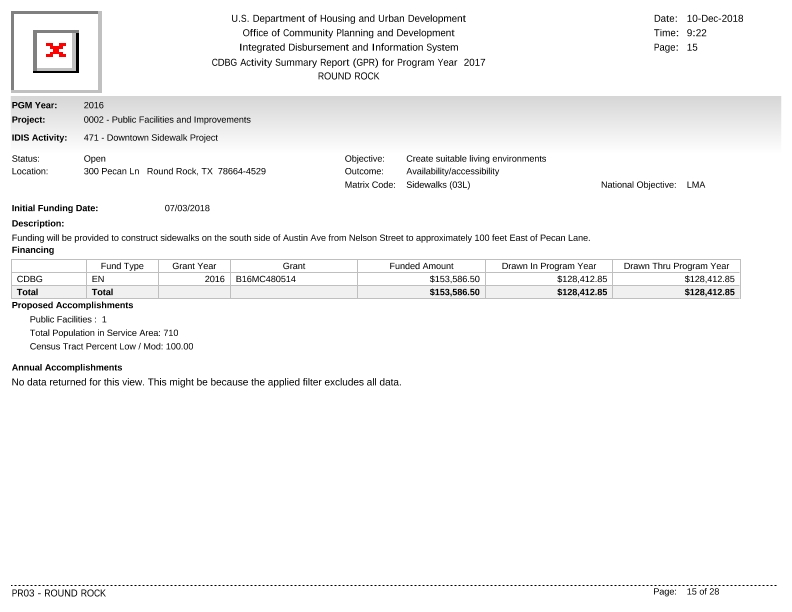 U.S. Department of Housing and Urban Development
Office of Community Planning and Development
Integrated Disbursement and Information System
CDBG Activity Summary Report (GPR) for Program Year 2017
ROUND ROCK
Date: 10-Dec-2018
Time: 9:22
Page: 15
PGM Year: 2016
Project: 0002 - Public Facilities and Improvements
IDIS Activity: 471 - Downtown Sidewalk Project
Status: Open Objective: Create suitable living environments
Location: 300 Pecan Ln Round Rock, TX 78664-4529 Outcome: Availability/accessibility
Matrix Code: Sidewalks (03L) National Objective: LMA
Initial Funding Date: 07/03/2018
Description:
Funding will be provided to construct sidewalks on the south side of Austin Ave from Nelson Street to approximately 100 feet East of Pecan Lane.
Financing
Fund Type Grant Year Grant Funded Amount Drawn In Program Year Drawn Thru Program Year
CDBG EN 2016 B16MC480514 $153,586.50 $128,412.85 $128,412.85
Total Total $153,586.50 $128,412.85 $128,412.85
Proposed Accomplishments
Public Facilities : 1
Total Population in Service Area: 710
Census Tract Percent Low / Mod: 100.00
Annual Accomplishments
No data returned for this view. This might be because the applied filter excludes all data.
PR03 - ROUND ROCK Page: 15 of 28